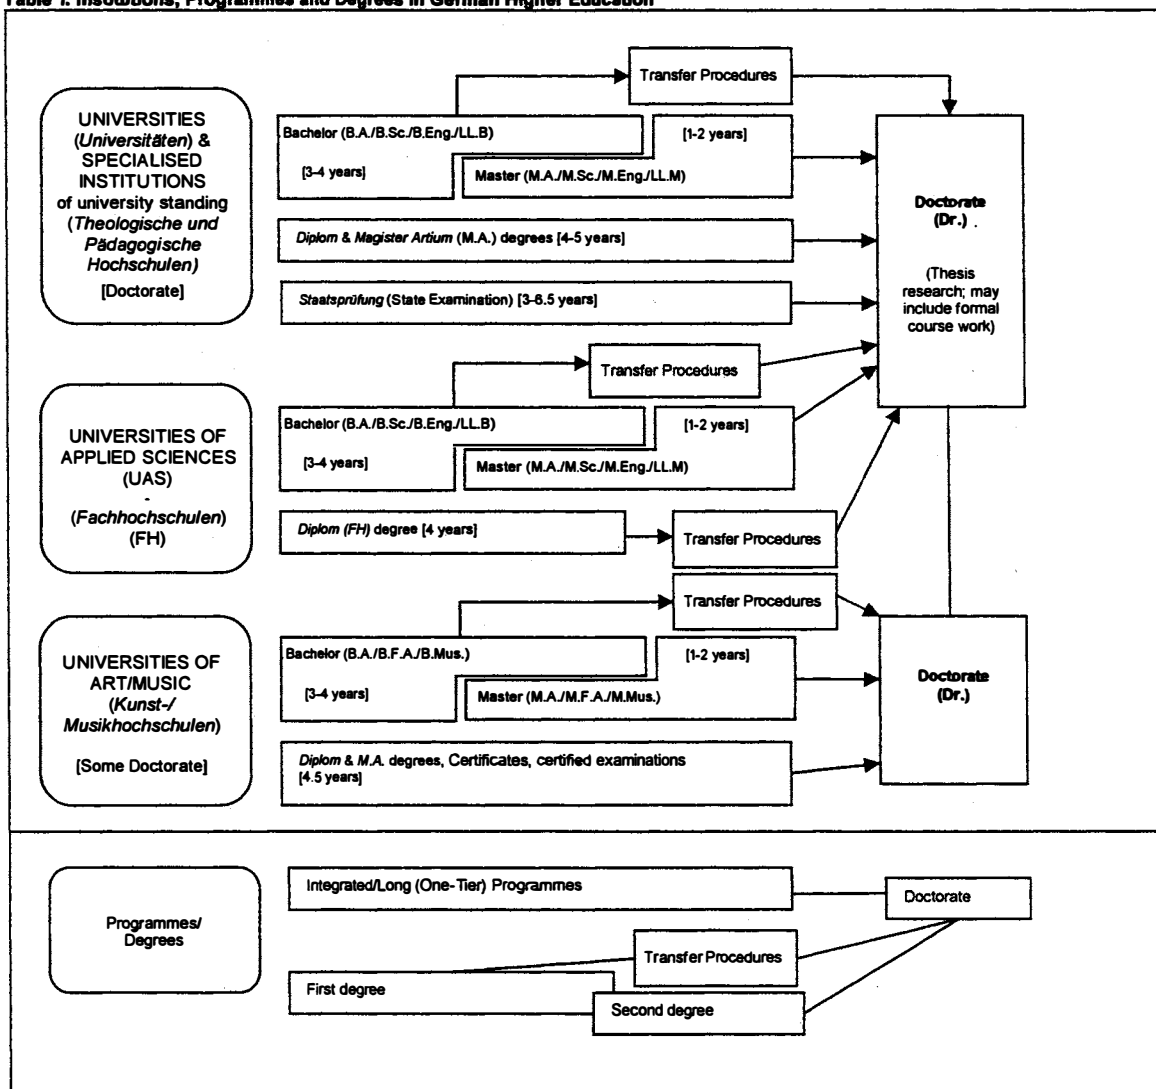 Table 1: Institutions, Programmes and Degrees in German Higher Education
Transfer Procedures
UNIVERSITIES
(Universitäten) &
SPECIALISED
INSTITUTIONS
of university standing
(Theologische und
Pädagogische
Hochschulen)
[Doctorate]
Bachelor (B.A./B.Sc./B.Eng./LL.B)
[1-2 years]
[3-4 years]
Master (M.A./M.Sc./M.Eng./LL.M)
Diplom & Magister Artium (M.A.) degrees [4-5 years]
Staatsprüfung (State Examination) [3-6.5 years]
Doctorate
(Dr.)
(Thesis
research; may
include formal
course work)
Transfer Procedures
UNIVERSITIES OF
APPLIED SCIENCES
(UAS)
-
(Fachhochschulen)
(FH)
Bachelor (B.A./B.Sc./B.Eng./LL.B)
[1-2 years]
[3-4 years]
Master (M.A./M.Sc./M.Eng./LL.M)
Diplom (FH) degree [4 years]
Transfer Procedures
Transfer Procedures
UNIVERSITIES OF
ART/MUSIC
(Kunst-/
Musikhochschulen)
[Some Doctorate]
Bachelor (B.A./B.F.A./B.Mus.)
[1-2 years]
[3-4 years]
Master (M.A./M.F.A./M.Mus.)
Diplom & M.A. degrees, Certificates, certified examinations
[4.5 years]
Doctorate
(Dr.)
Programmes/
Degrees
Integrated/Long (One-Tier) Programmes
Doctorate
Transfer Procedures
First degree
Second degree